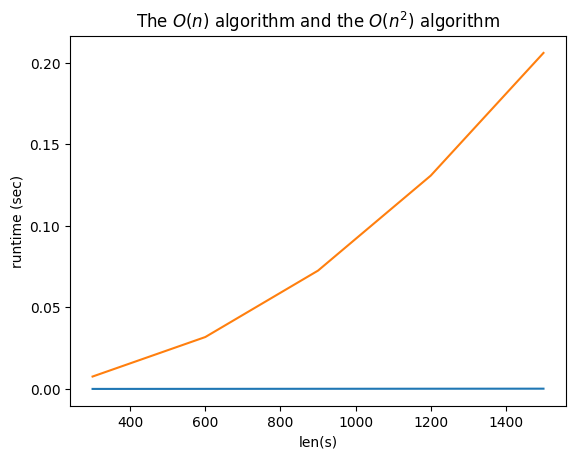 The O(n) algorithm and the O(n²) algorithm
0.20
0.15
0.10
0.05
0.00
runtime (sec)
400 600 800 1000 1200 1400
len(s)